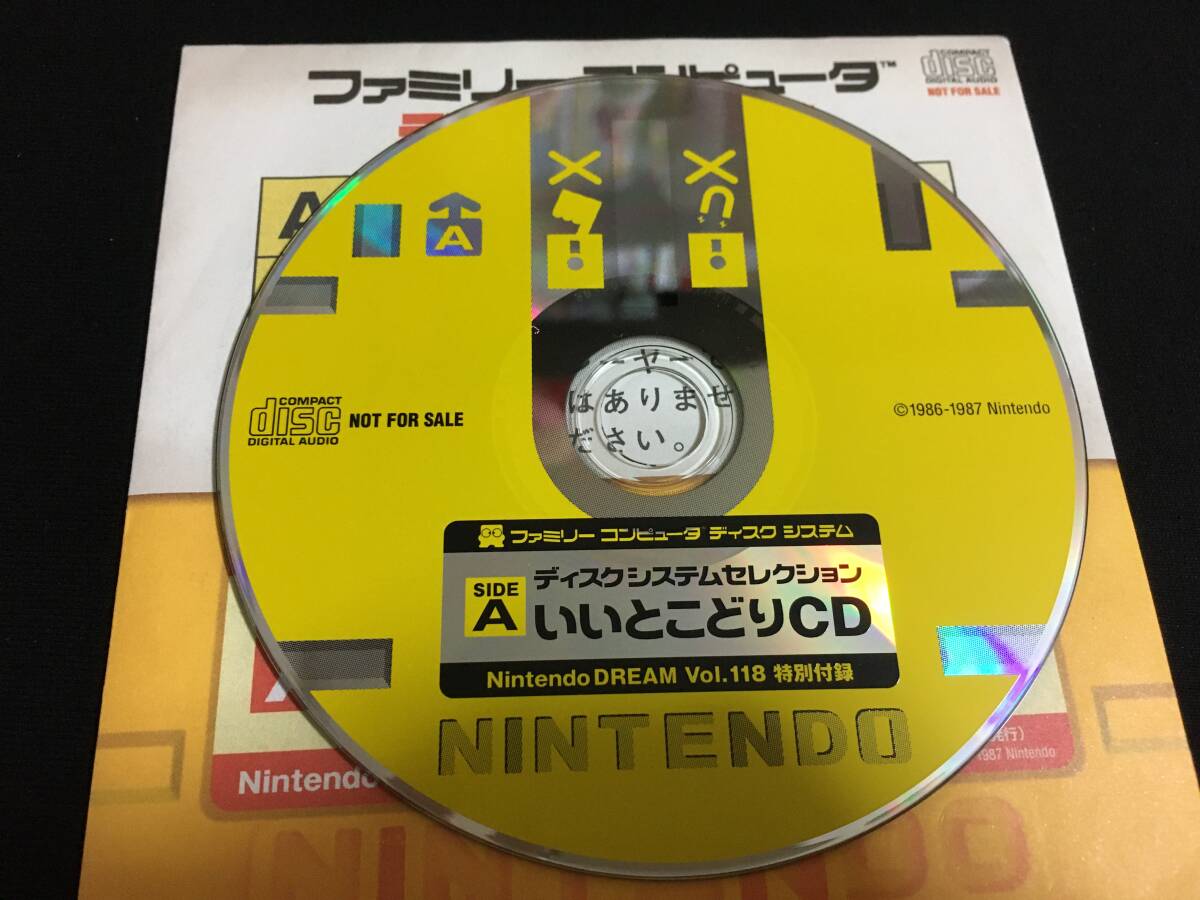 ファミリー コンピュータ™
COMPACT
disc
DIGITAL AUDIO
NOT FOR SALE
A
A
はありませ
ださい。
COMPACT
disc
DIGITAL AUDIO
NOT FOR SALE
©1986-1987 Nintendo
ファミリー コンピュータ ディスク システム
SIDE
A
ディスクシステムセレクション
いいとこどりCD
Nintendo DREAM Vol.118 特別付録
NINTENDO
行)
1987 Nintendo
Nintendo
NINTENDO